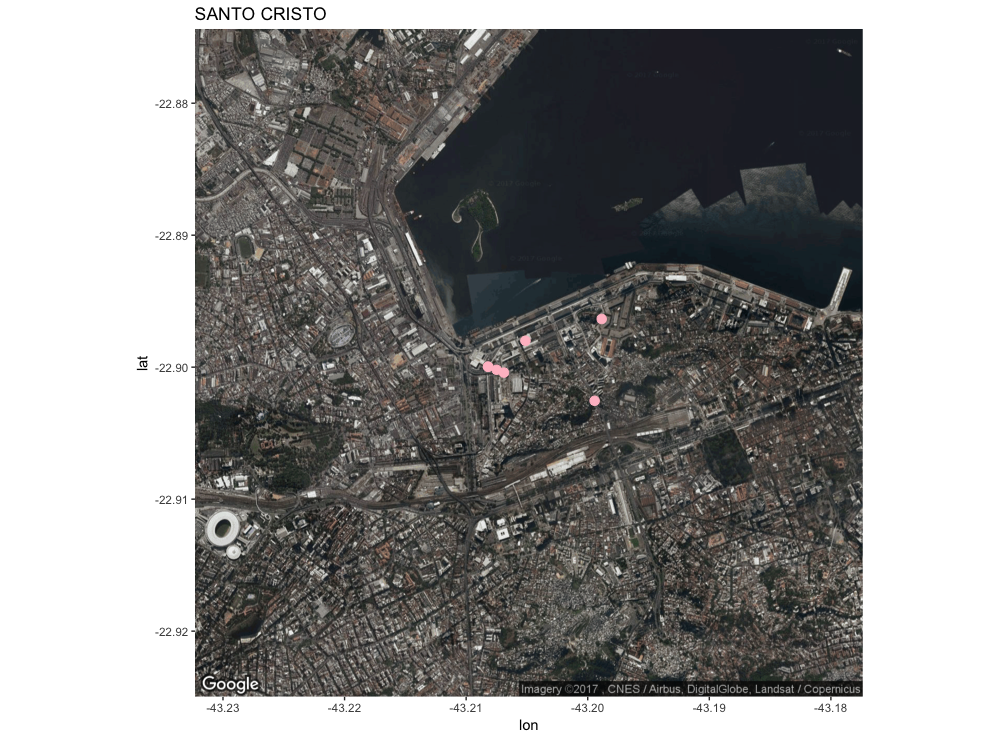 SANTO CRISTO
-22.88
-22.89
-22.90
-22.91
-22.92
lat
Google
Imagery ©2017 , CNES / Airbus, DigitalGlobe, Landsat / Copernicus
-43.23
-43.22
-43.21
-43.20
-43.19
-43.18
lon